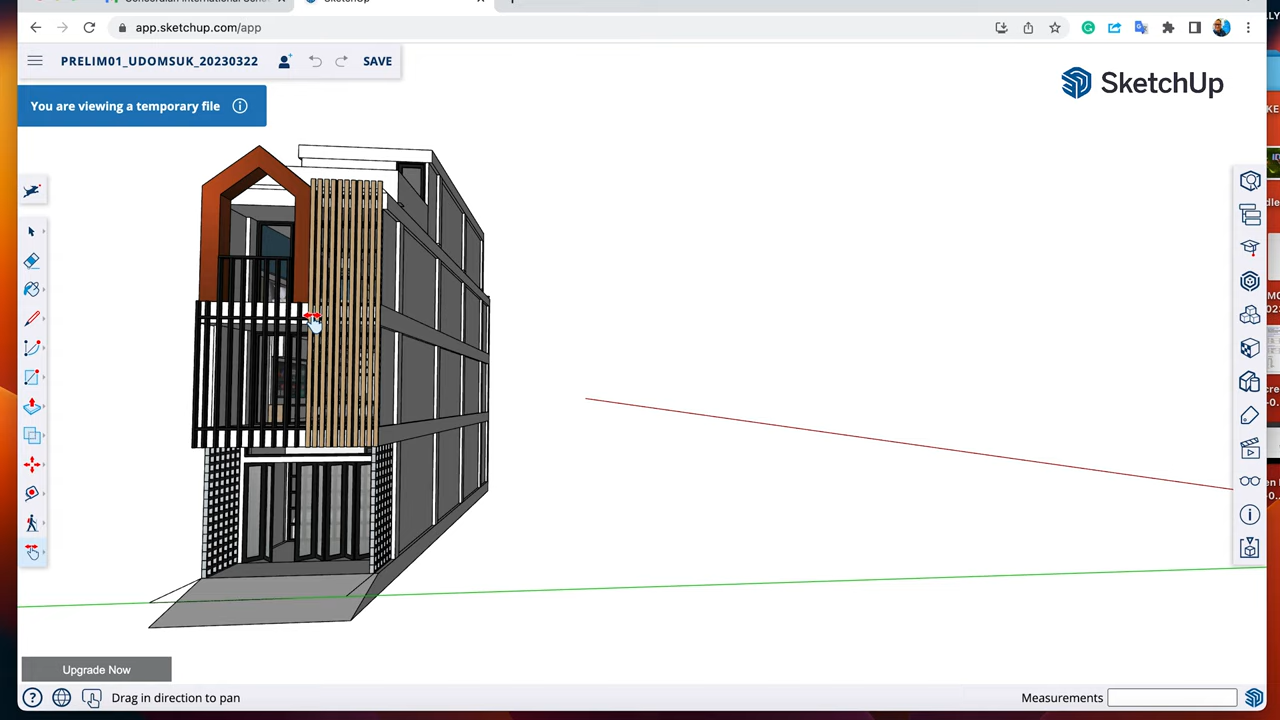 SketchUp
app.sketchup.com/app
PRELIM01_UDOMSUK_20230322
SAVE
SketchUp
You are viewing a temporary file
Upgrade Now
Drag in direction to pan
Measurements